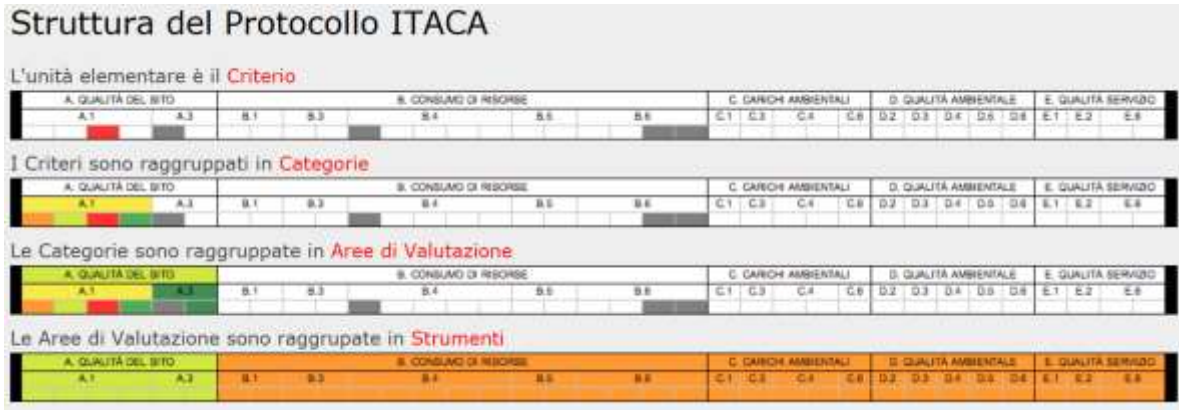 Struttura del Protocollo ITACA
L'unità elementare è il Criterio
A. QUALITÀ DEL SITO B. CONSUMO DI RISORSE C. CARICHI AMBIENTALI D. QUALITÀ AMBIENTALE E. QUALITÀ SERVIZIO
A.1 A.3 B.1 B.3 B.4 B.5 B.6 C.1 C.3 C.4 C.6 D.2 D.3 D.4 D.5 D.6 E.1 E.2 E.6
I Criteri sono raggruppati in Categorie
A. QUALITÀ DEL SITO B. CONSUMO DI RISORSE C. CARICHI AMBIENTALI D. QUALITÀ AMBIENTALE E. QUALITÀ SERVIZIO
A.1 A.3 B.1 B.3 B.4 B.5 B.6 C.1 C.3 C.4 C.6 D.2 D.3 D.4 D.5 D.6 E.1 E.2 E.6
Le Categorie sono raggruppate in Aree di Valutazione
A. QUALITÀ DEL SITO B. CONSUMO DI RISORSE C. CARICHI AMBIENTALI D. QUALITÀ AMBIENTALE E. QUALITÀ SERVIZIO
A.1 A.3 B.1 B.3 B.4 B.5 B.6 C.1 C.3 C.4 C.6 D.2 D.3 D.4 D.5 D.6 E.1 E.2 E.6
Le Aree di Valutazione sono raggrupate in Strumenti
A. QUALITÀ DEL SITO B. CONSUMO DI RISORSE C. CARICHI AMBIENTALI D. QUALITÀ AMBIENTALE E. QUALITÀ SERVIZIO
A.1 A.3 B.1 B.3 B.4 B.5 B.6 C.1 C.3 C.4 C.6 D.2 D.3 D.4 D.5 D.6 E.1 E.2 E.6